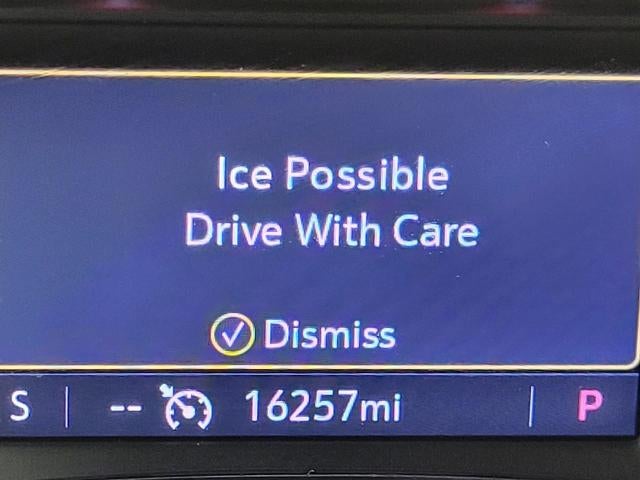 Ice Possible
Drive With Care
Dismiss
S -- 16257mi P